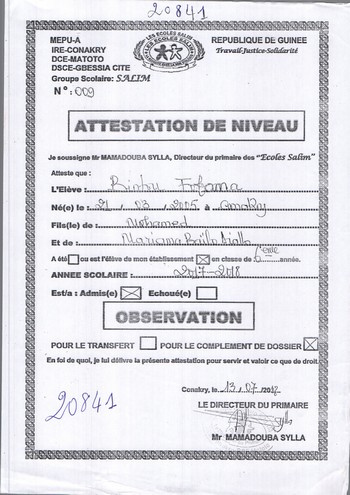 20841
MEPU-A
IRE-CONAKRY
DCE-MATOTO
DSCE-GBESSIA CITE
Groupe Scolaire: SALIM
N°: 009
LES ECOLES SALIM
REPUBLIQUE DE GUINEE
Travail-Justice-Solidarité
ATTESTATION DE NIVEAU
Je soussigne Mr MAMADOUBA SYLLA, Directeur du primaire des "Ecoles Salim"
Atteste que :
L'Elève : Bintou Fofana
Né(e) le : 21 03 2005 à Conakry
Fils(le) de : Mohamed
Et de : Mariama Bailo Diallo
A été ou est l'élève de mon établissement en classe de 6ème année.
ANNEE SCOLAIRE : 2017-2018
Est/a : Admis(e) Echoué(e)
OBSERVATION
POUR LE TRANSFERT POUR LE COMPLEMENT DE DOSSIER
En foi de quoi, je lui délivre la présente attestation pour servir et valoir ce que de droit.
Conakry, le 13/07/2018
20841
LE DIRECTEUR DU PRIMAIRE
Mr MAMADOUBA SYLLA